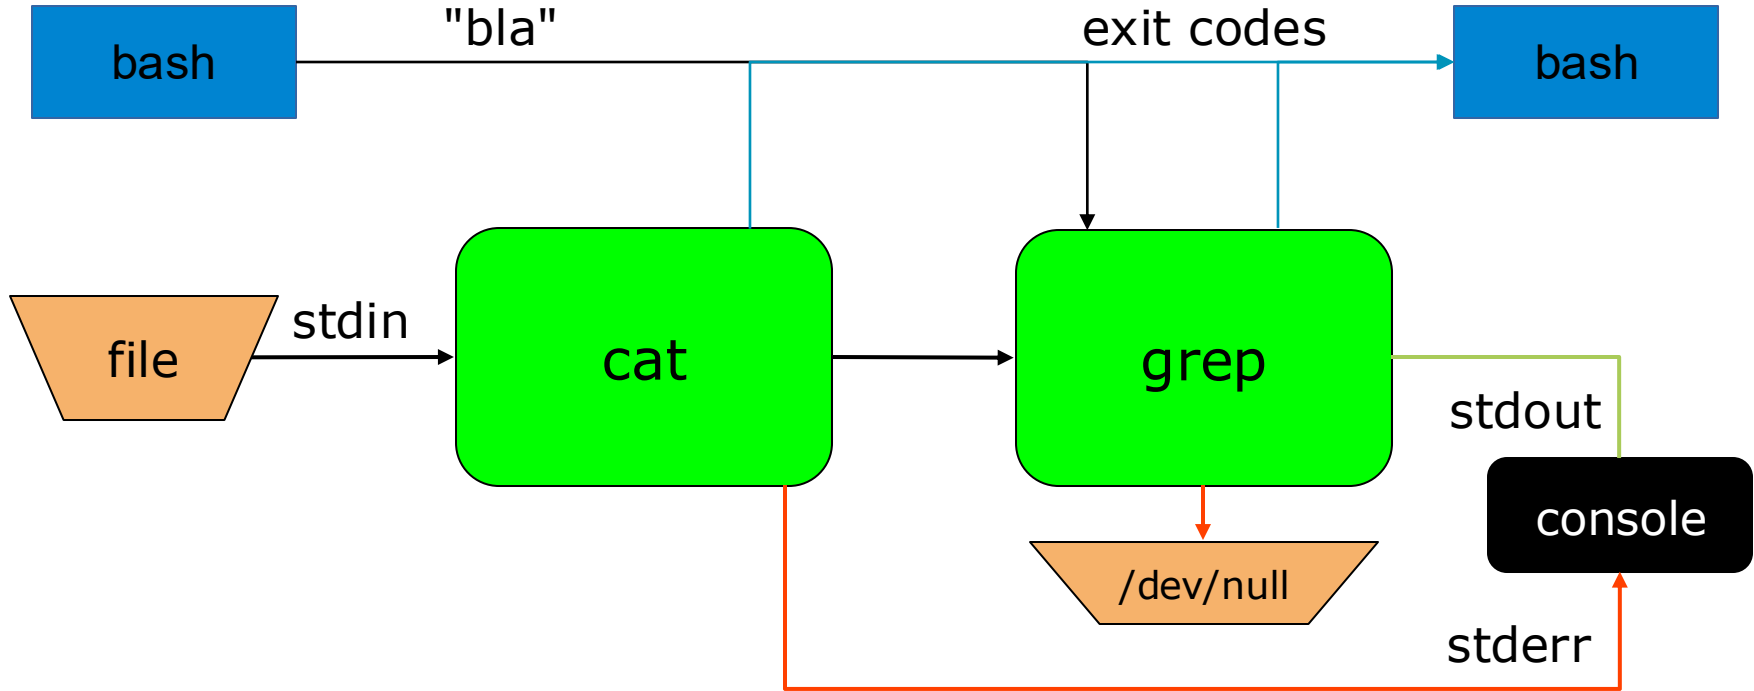 bash
"bla"
exit codes
bash
file
stdin
cat
grep
stdout
console
/dev/null
stderr